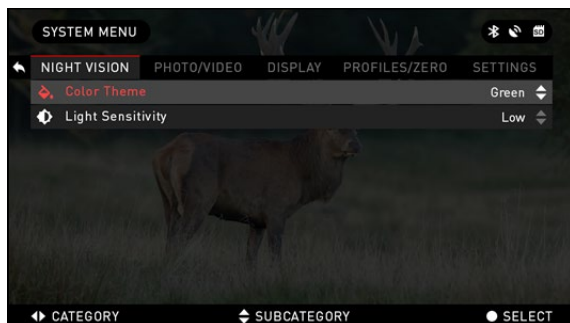 SYSTEM MENU
SD
NIGHT VISION PHOTO/VIDEO DISPLAY PROFILES/ZERO SETTINGS
Color Theme Green
Light Sensitivity Low
CATEGORY SUBCATEGORY SELECT